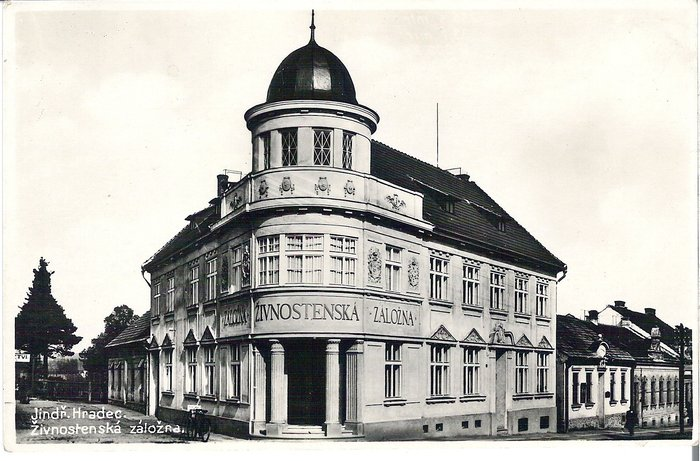 ZÁLOŽNA ŽIVNOSTENSKÁ ZÁLOŽNA
Jindř. Hradec.
Živnostenská záložna.